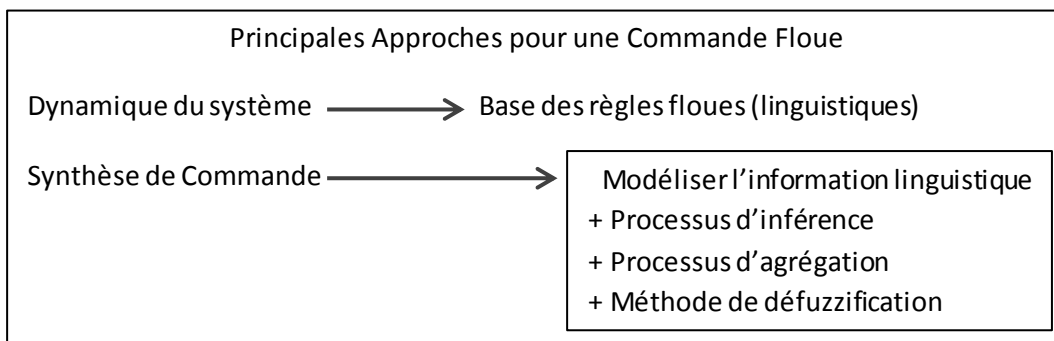 Principales Approches pour une Commande Floue
Dynamique du système Base des règles floues (linguistiques)
Synthèse de Commande
Modéliser l'information linguistique
+ Processus d'inférence
+ Processus d'agrégation
+ Méthode de défuzzification